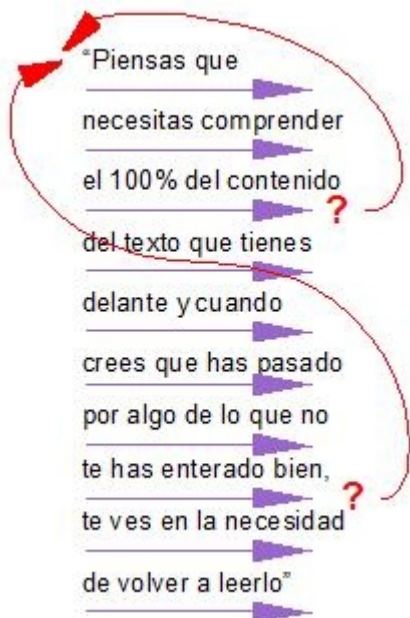 “Piensas que
necesitas comprender
el 100% del contenido
?
del texto que tienes
delante y cuando
crees que has pasado
por algo de lo que no
te has enterado bien,
?
te ves en la necesidad
de volver a leerlo”